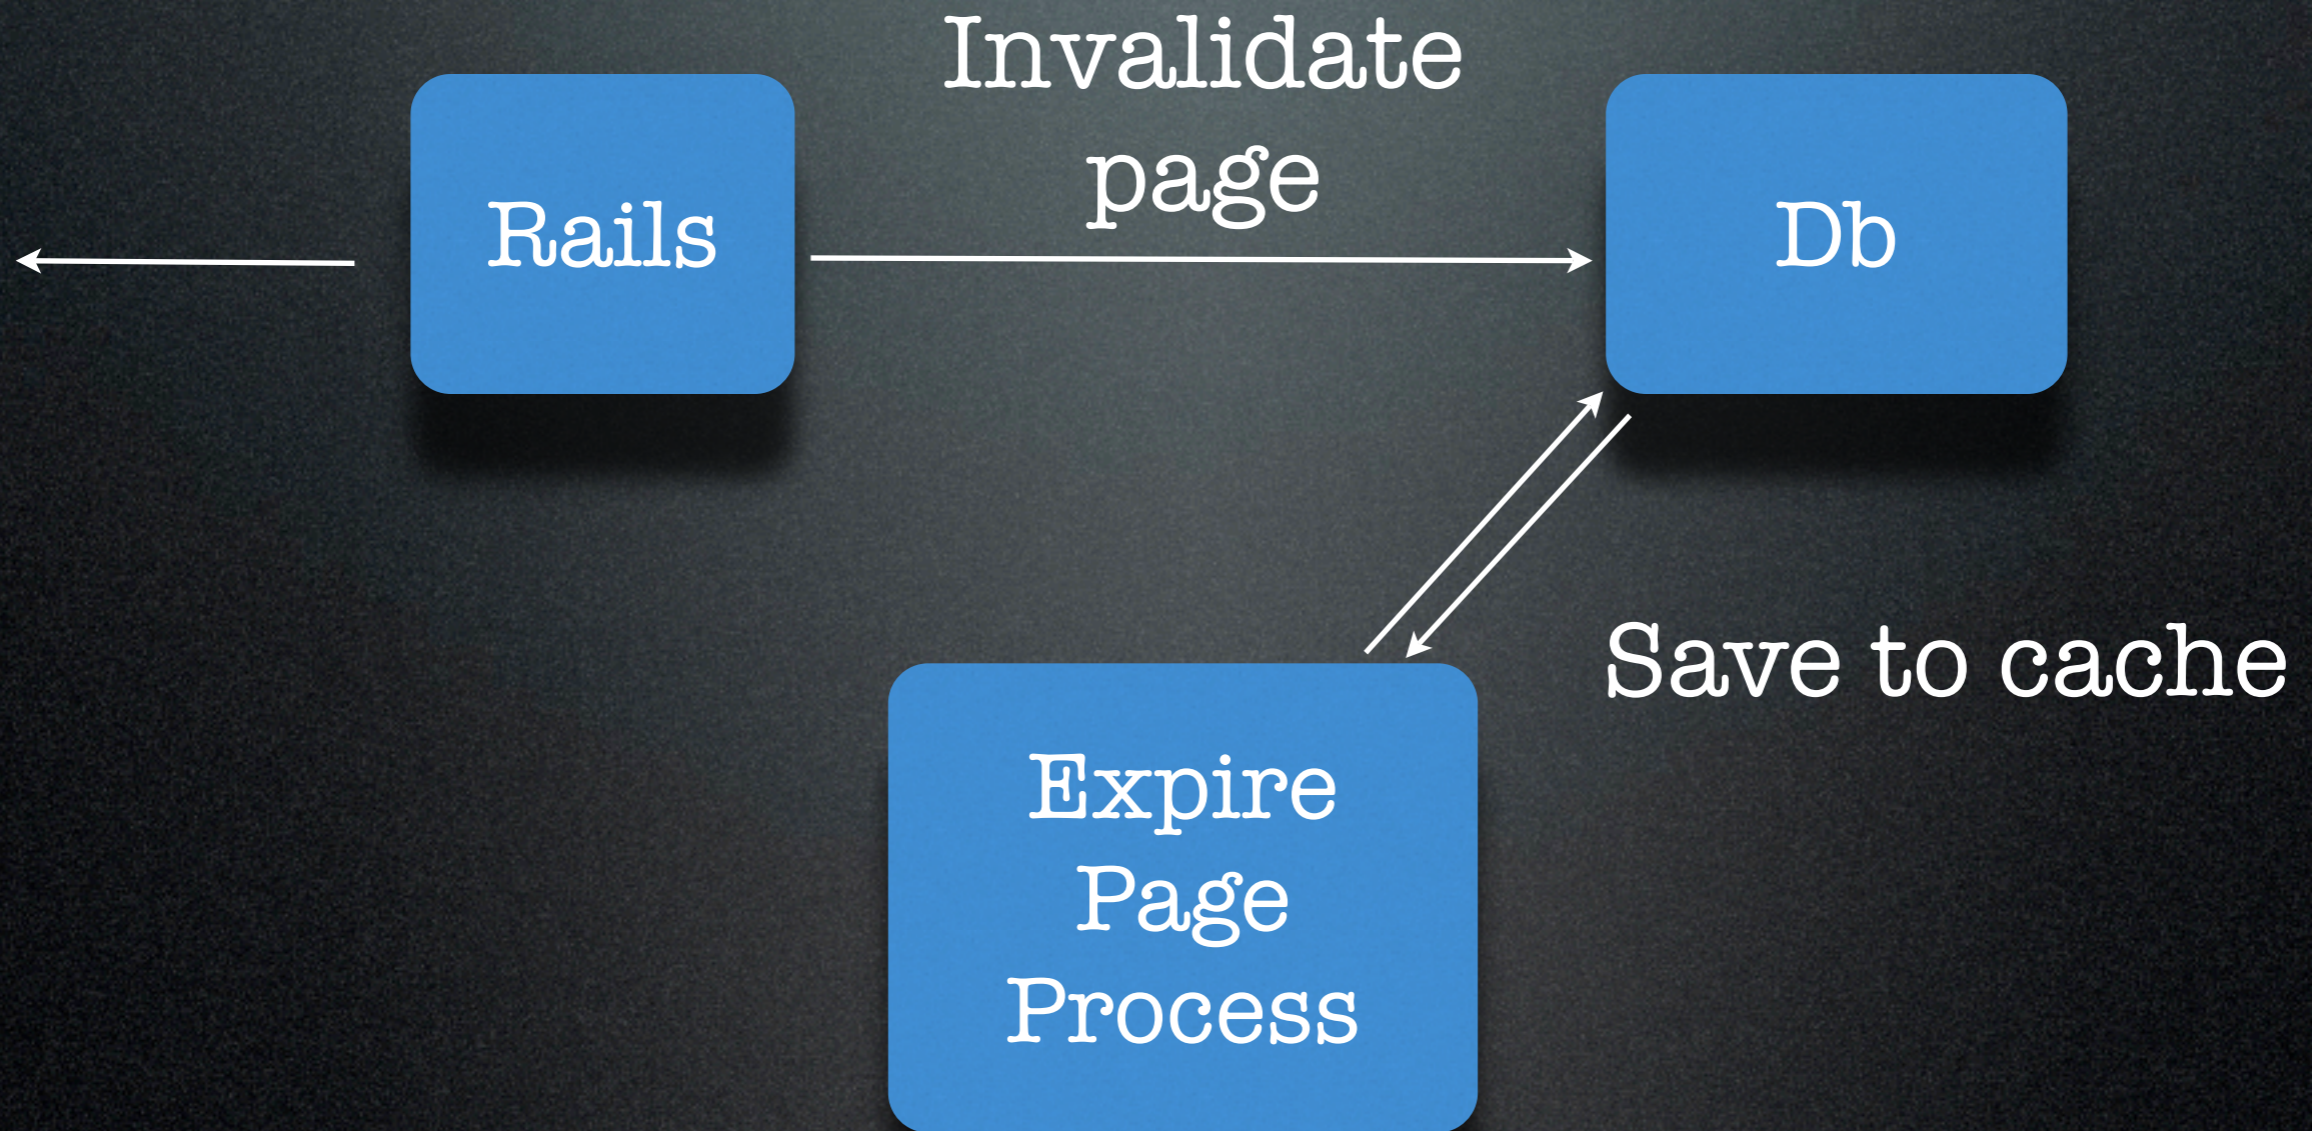 Invalidate
page
Rails
Db
Save to cache
Expire
Page
Process